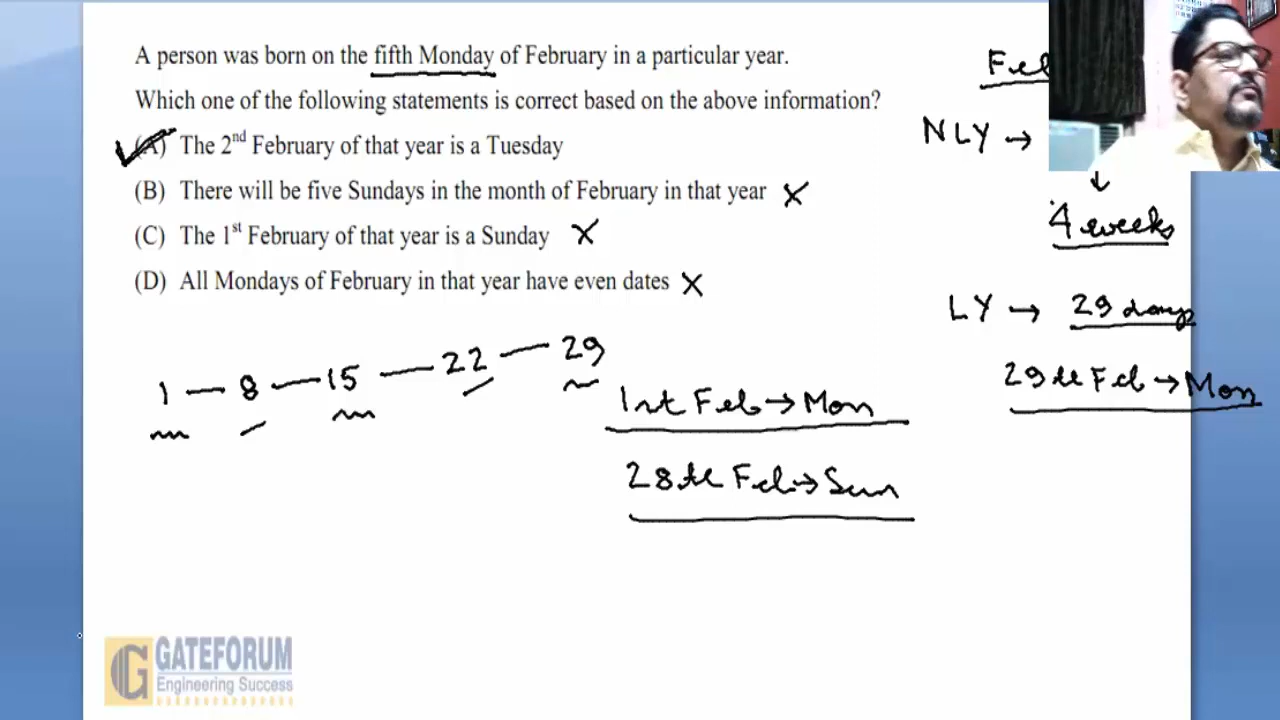 A person was born on the fifth Monday of February in a particular year.
Which one of the following statements is correct based on the above information?
(A) The 2nd February of that year is a Tuesday
(B) There will be five Sundays in the month of February in that year X
(C) The 1st February of that year is a Sunday X
(D) All Mondays of February in that year have even dates X
Feb
NLY →
4 weeks
LY → 29 days
29th Feb → Mon
1 — 8 — 15 — 22 — 29
1st Feb → Mon
28th Feb → Sun
GATEFORUM
Engineering Success